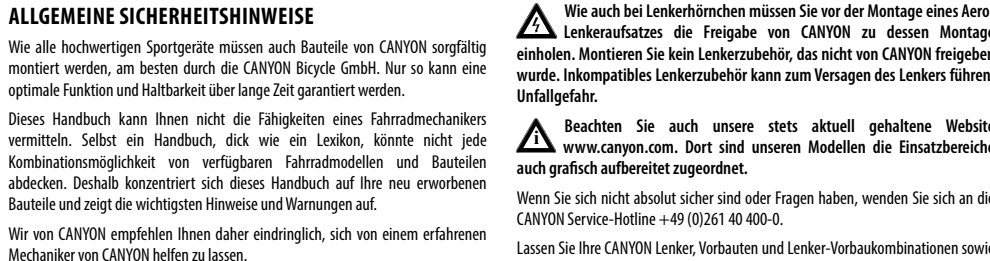 ALLGEMEINE SICHERHEITSHINWEISE
Wie alle hochwertigen Sportgeräte müssen auch Bauteile von CANYON sorgfältig
montiert werden, am besten durch die CANYON Bicycle GmbH. Nur so kann eine
optimale Funktion und Haltbarkeit über lange Zeit garantiert werden.
Dieses Handbuch kann Ihnen nicht die Fähigkeiten eines Fahrradmechanikers
vermitteln. Selbst ein Handbuch, dick wie ein Lexikon, könnte nicht jede
Kombinationsmöglichkeit von verfügbaren Fahrradmodellen und Bauteilen
abdecken. Deshalb konzentriert sich dieses Handbuch auf Ihre neu erworbenen
Bauteile und zeigt die wichtigsten Hinweise und Warnungen auf.
Wir von CANYON empfehlen Ihnen daher eindringlich, sich von einem erfahrenen
Mechaniker von CANYON helfen zu lassen.
Wie auch bei Lenkerhörnchen müssen Sie vor der Montage eines Aero
Lenkeraufsatzes die Freigabe von CANYON zu dessen Montage
einholen. Montieren Sie kein Lenkerzubehör, das nicht von CANYON freigeben
wurde. Inkompatibles Lenkerzubehör kann zum Versagen des Lenkers führen
Unfallgefahr.
Beachten Sie auch unsere stets aktuell gehaltene Website
www.canyon.com. Dort sind unseren Modellen die Einsatzbereiche
auch grafisch aufbereitet zugeordnet.
Wenn Sie sich nicht absolut sicher sind oder Fragen haben, wenden Sie sich an die
CANYON Service-Hotline +49 (0)261 40 400-0.
Lassen Sie Ihre CANYON Lenker, Vorbauten und Lenker-Vorbaukombinationen sowie